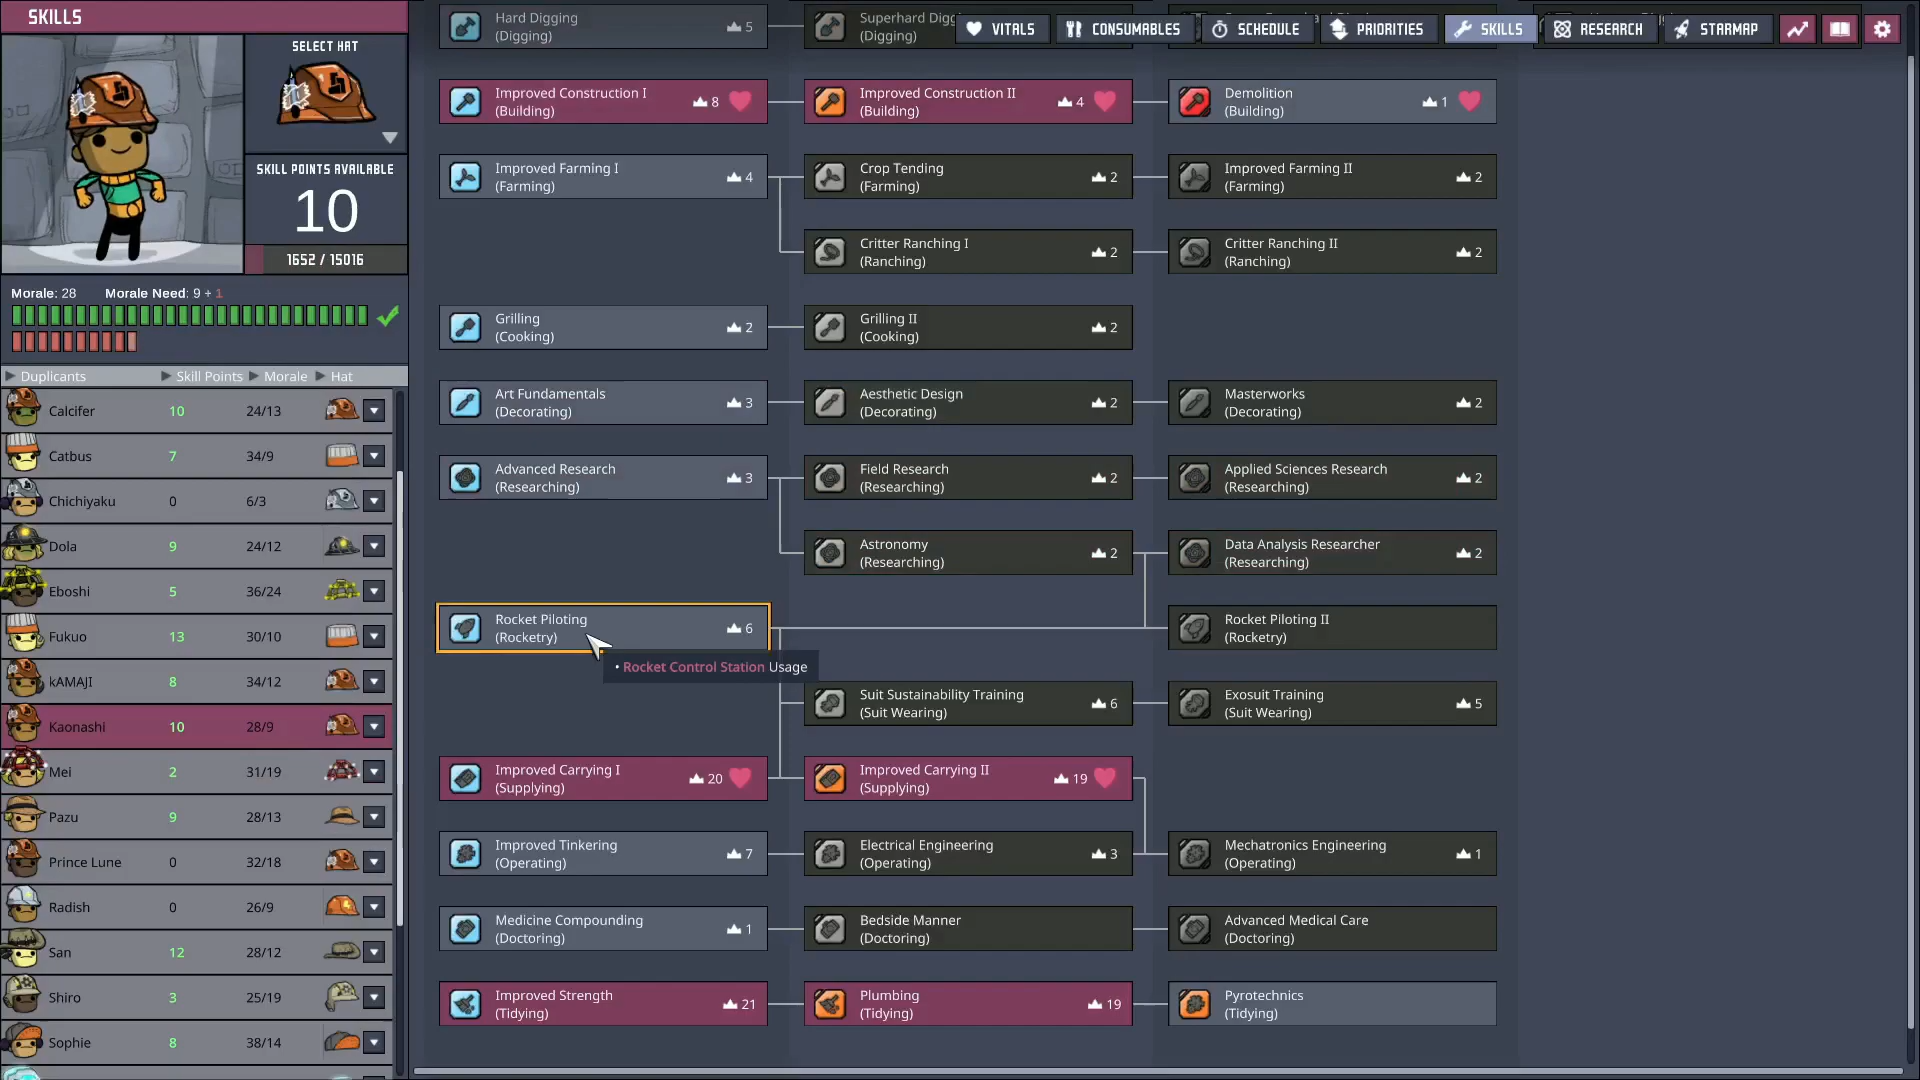 SKILLS
SELECT HAT
SKILL POINTS AVAILABLE
10
1652 / 15016
Morale: 28 Morale Need: 9 + 1
Duplicants Skill Points Morale Hat
Calcifer 10 24/13
Catbus 7 34/9
Chichiyaku 0 6/3
Dola 9 24/12
Eboshi 5 36/24
Fukuo 13 30/10
kAMAJI 8 34/12
Kaonashi 10 28/9
Mei 2 31/19
Pazu 9 28/13
Prince Lune 0 32/18
Radish 0 26/9
San 12 28/12
Shiro 3 25/19
Sophie 8 38/14
VITALS CONSUMABLES SCHEDULE PRIORITIES SKILLS RESEARCH STARMAP
Hard Digging
(Digging)
5
Superhard Digg
(Digging)
Improved Construction I
(Building)
8
Improved Construction II
(Building)
4
Demolition
(Building)
1
Improved Farming I
(Farming)
4
Crop Tending
(Farming)
2
Improved Farming II
(Farming)
2
Critter Ranching I
(Ranching)
2
Critter Ranching II
(Ranching)
2
Grilling
(Cooking)
2
Grilling II
(Cooking)
2
Art Fundamentals
(Decorating)
3
Aesthetic Design
(Decorating)
2
Masterworks
(Decorating)
2
Advanced Research
(Researching)
3
Field Research
(Researching)
2
Applied Sciences Research
(Researching)
2
Astronomy
(Researching)
2
Data Analysis Researcher
(Researching)
2
Rocket Piloting
(Rocketry)
6
Rocket Piloting II
(Rocketry)
• Rocket Control Station Usage
Suit Sustainability Training
(Suit Wearing)
6
Exosuit Training
(Suit Wearing)
5
Improved Carrying I
(Supplying)
20
Improved Carrying II
(Supplying)
19
Improved Tinkering
(Operating)
7
Electrical Engineering
(Operating)
3
Mechatronics Engineering
(Operating)
1
Medicine Compounding
(Doctoring)
1
Bedside Manner
(Doctoring)
Advanced Medical Care
(Doctoring)
Improved Strength
(Tidying)
21
Plumbing
(Tidying)
19
Pyrotechnics
(Tidying)